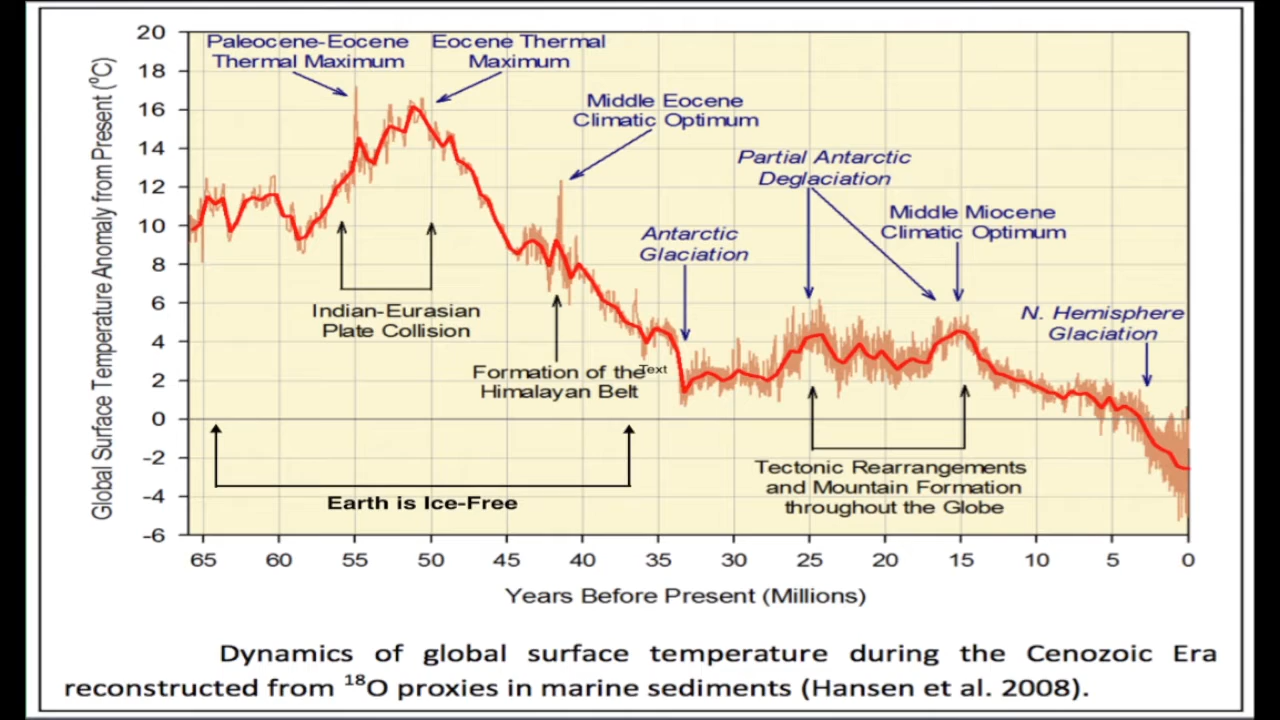 Global Surface Temperature Anomaly from Present (⁰C)
20
18
16
14
12
10
8
6
4
2
0
-2
-4
-6
Paleocene-Eocene
Thermal Maximum
Eocene Thermal
Maximum
Middle Eocene
Climatic Optimum
Partial Antarctic
Deglaciation
Middle Miocene
Climatic Optimum
Antarctic
Glaciation
N. Hemisphere
Glaciation
Indian-Eurasian
Plate Collision
Formation of the
Himalayan Belt
Text
Tectonic Rearrangements
and Mountain Formation
throughout the Globe
Earth is Ice-Free
65 60 55 50 45 40 35 30 25 20 15 10 5 0
Years Before Present (Millions)
Dynamics of global surface temperature during the Cenozoic Era
reconstructed from ¹⁸O proxies in marine sediments (Hansen et al. 2008).